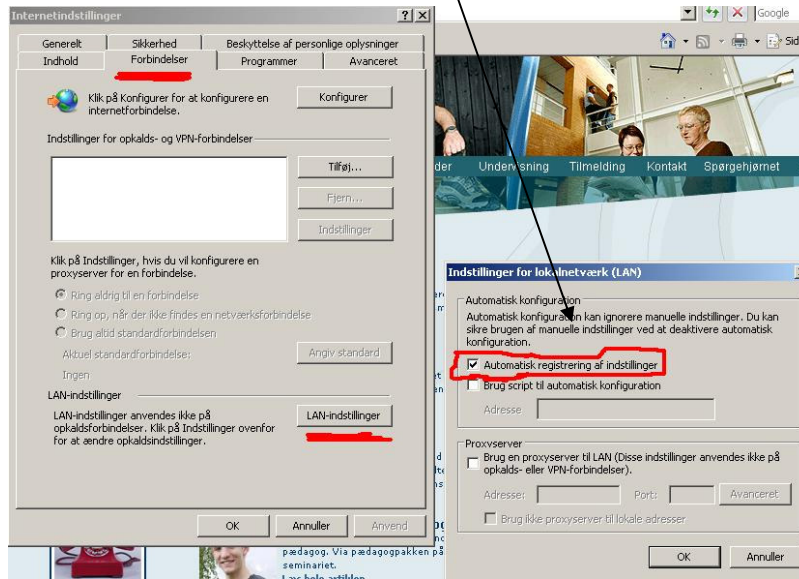 Internetindstillinger
Generelt Sikkerhed Beskyttelse af personlige oplysninger
Indhold Forbindelser Programmer Avanceret
Klik på Konfigurer for at konfigurere en
internetforbindelse.
Konfigurer
Indstillinger for opkalds- og VPN-forbindelser
Tilføj...
Fjern...
Indstillinger
Klik på Indstillinger, hvis du vil konfigurere en
proxyserver for en forbindelse.
Ring aldrig til en forbindelse
Ring op, når der ikke findes en netværksforbindelse
Brug altid standardforbindelsen
Aktuel standardforbindelse:
Angiv standard
Ingen
LAN-indstillinger
LAN-indstillinger anvendes ikke på
opkaldsforbindelser. Klik på Indstillinger ovenfor
for at ændre opkaldsindstillinger.
LAN-indstillinger
OK Annuller Anvend
Google
Sid
der Undervisning Tilmelding Kontakt Spørgehjørnet
Indstillinger for lokalnetværk (LAN)
Automatisk konfiguration
Automatisk konfiguration kan ignorere manuelle indstillinger. Du kan
sikre brugen af manuelle indstillinger ved at deaktivere automatisk
konfiguration.
Automatisk registrering af indstillinger
Brug script til automatisk konfiguration
Adresse
Proxyserver
Brug en proxyserver til LAN (Disse indstillinger anvendes ikke på
opkalds- eller VPN-forbindelser).
Adresse: Port: Avanceret
Brug ikke proxyserver til lokale adresser
OK Annuller
pædagog. Via pædagogpakken på
seminariet.
Læs hele artiklen